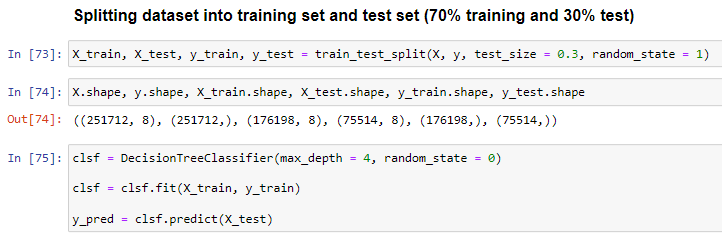 Splitting dataset into training set and test set (70% training and 30% test)
In [73]: X_train, X_test, y_train, y_test = train_test_split(X, y, test_size = 0.3, random_state = 1)
In [74]: X.shape, y.shape, X_train.shape, X_test.shape, y_train.shape, y_test.shape
Out[74]: ((251712, 8), (251712,), (176198, 8), (75514, 8), (176198,), (75514,))
In [75]: clsf = DecisionTreeClassifier(max_depth = 4, random_state = 0)
clsf = clsf.fit(X_train, y_train)
y_pred = clsf.predict(X_test)